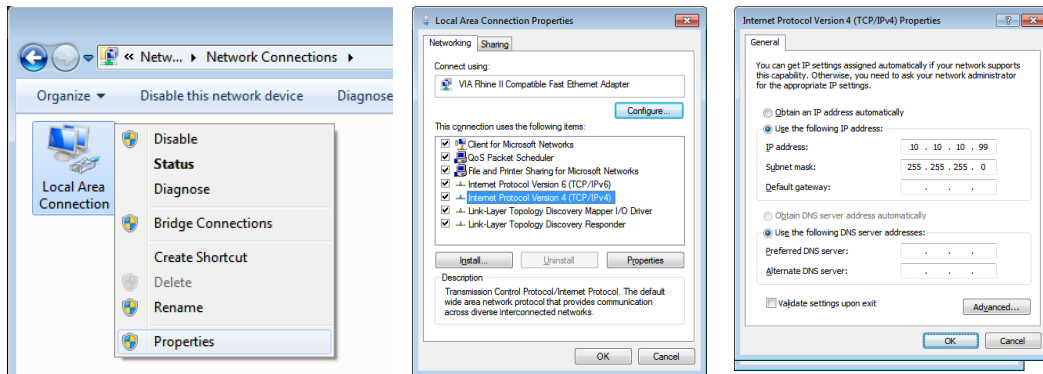 « Netw... ▸ Network Connections ▸
Organize ▾ Disable this network device Diagnose
Local Area
Connection
Disable
Status
Diagnose
Bridge Connections
Create Shortcut
Delete
Rename
Properties
Local Area Connection Properties
Networking Sharing
Connect using:
VIA Rhine II Compatible Fast Ethernet Adapter
Configure...
This connection uses the following items:
Client for Microsoft Networks
QoS Packet Scheduler
File and Printer Sharing for Microsoft Networks
Internet Protocol Version 6 (TCP/IPv6)
Internet Protocol Version 4 (TCP/IPv4)
Link-Layer Topology Discovery Mapper I/O Driver
Link-Layer Topology Discovery Responder
Install... Uninstall Properties
Description
Transmission Control Protocol/Internet Protocol. The default
wide area network protocol that provides communication
across diverse interconnected networks.
OK Cancel
Internet Protocol Version 4 (TCP/IPv4) Properties
General
You can get IP settings assigned automatically if your network supports
this capability. Otherwise, you need to ask your network administrator
for the appropriate IP settings.
Obtain an IP address automatically
Use the following IP address:
IP address: 10 . 10 . 10 . 99
Subnet mask: 255 . 255 . 255 . 0
Default gateway: . . .
Obtain DNS server address automatically
Use the following DNS server addresses:
Preferred DNS server: . . .
Alternate DNS server: . . .
Validate settings upon exit Advanced...
OK Cancel